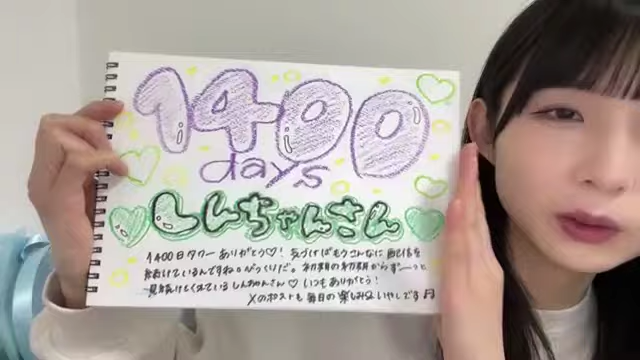 1400
days
しんちゃんさん
1400日タワー ありがとう♡! 気づけばもうこんなに 配信を
続けているんですね。びっくりだ。初期の初期からずーーっと
見続けてくれている しんちゃんさん♡ いつもありがとう!
Xのポストも 毎日の楽しみ&いやしです